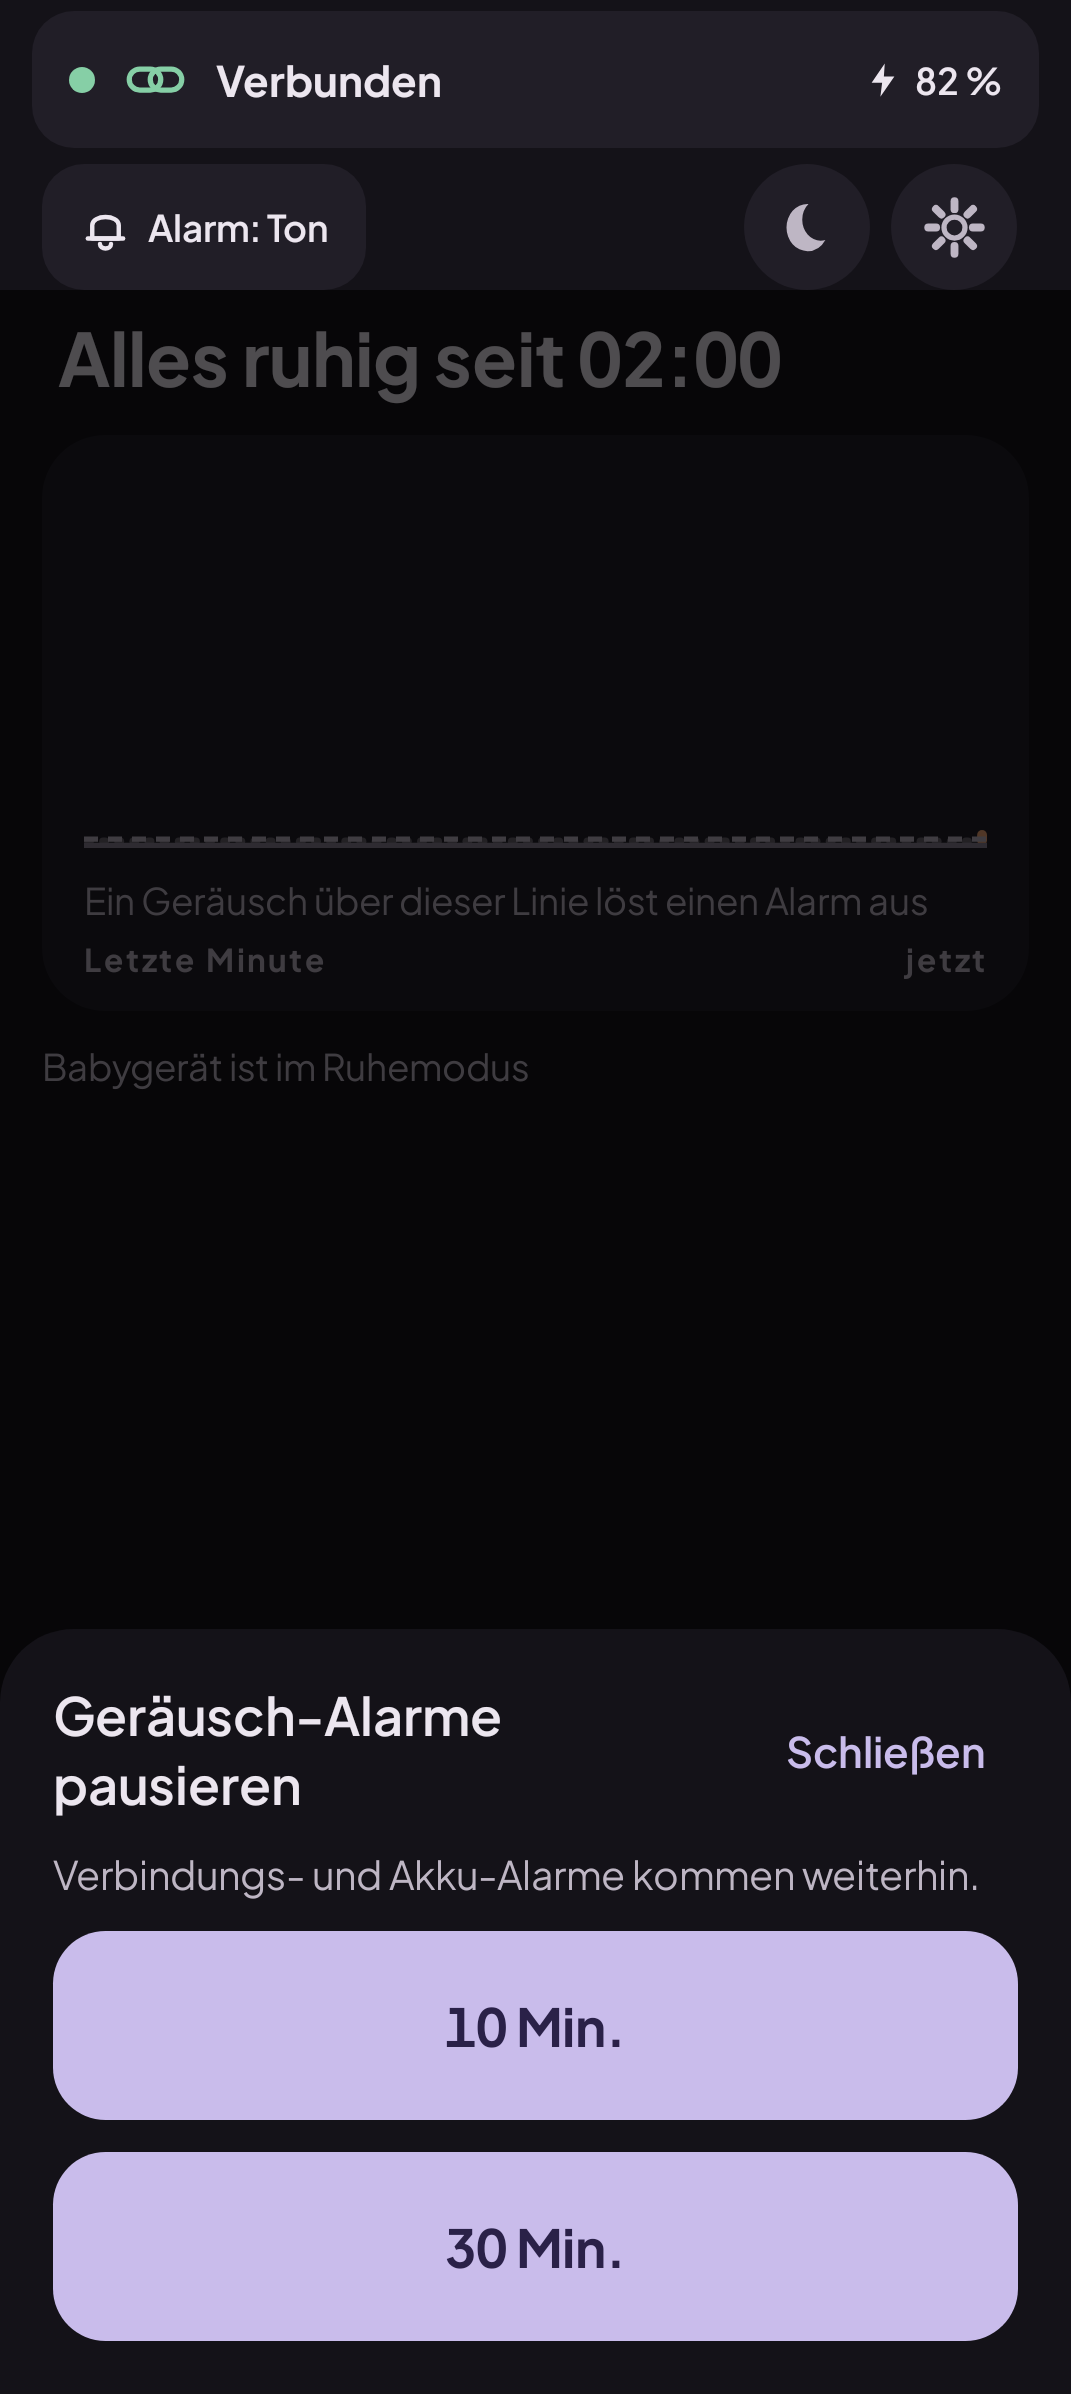 Verbunden
82 %
Alarm: Ton
Alles ruhig seit 02:00
Ein Geräusch über dieser Linie löst einen Alarm aus
Letzte Minute
jetzt
Babygerät ist im Ruhemodus
Geräusch-Alarme
pausieren
Schließen
Verbindungs- und Akku-Alarme kommen weiterhin.
10 Min.
30 Min.